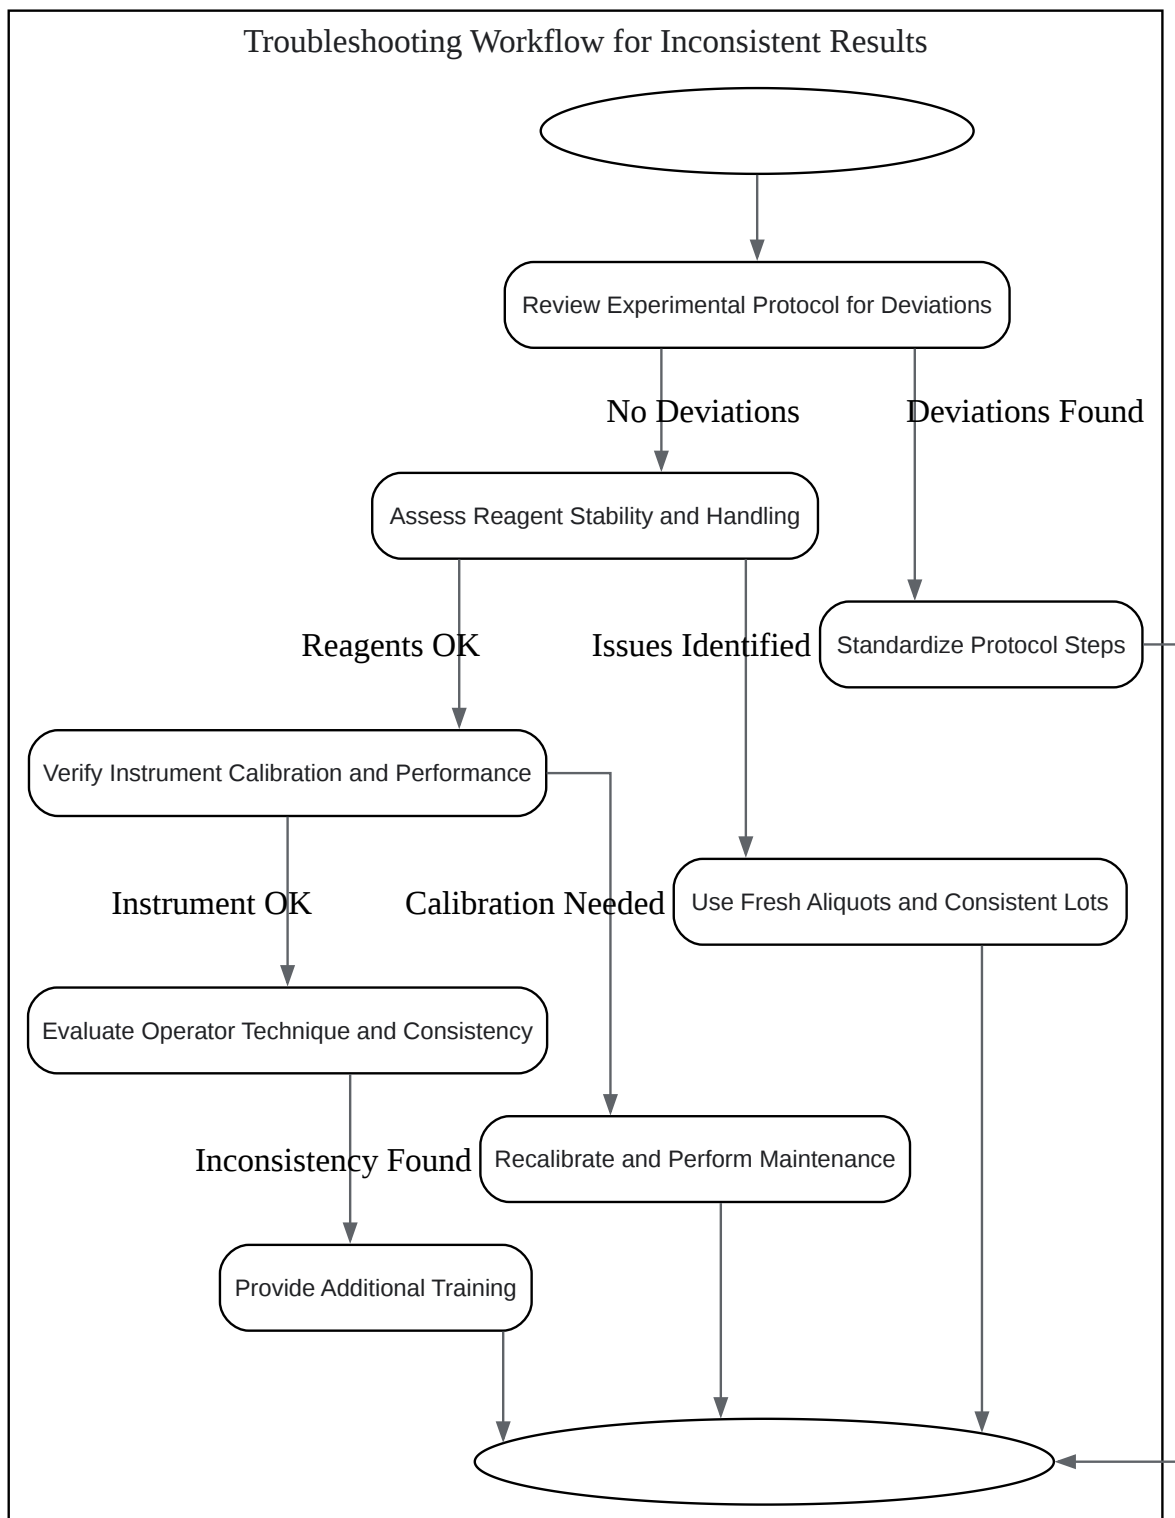 Troubleshooting Workflow for Inconsistent Results
Review Experimental Protocol for Deviations
No Deviations
Deviations Found
Assess Reagent Stability and Handling
Reagents OK
Issues Identified
Standardize Protocol Steps
Verify Instrument Calibration and Performance
Instrument OK
Calibration Needed
Use Fresh Aliquots and Consistent Lots
Evaluate Operator Technique and Consistency
Inconsistency Found
Recalibrate and Perform Maintenance
Provide Additional Training